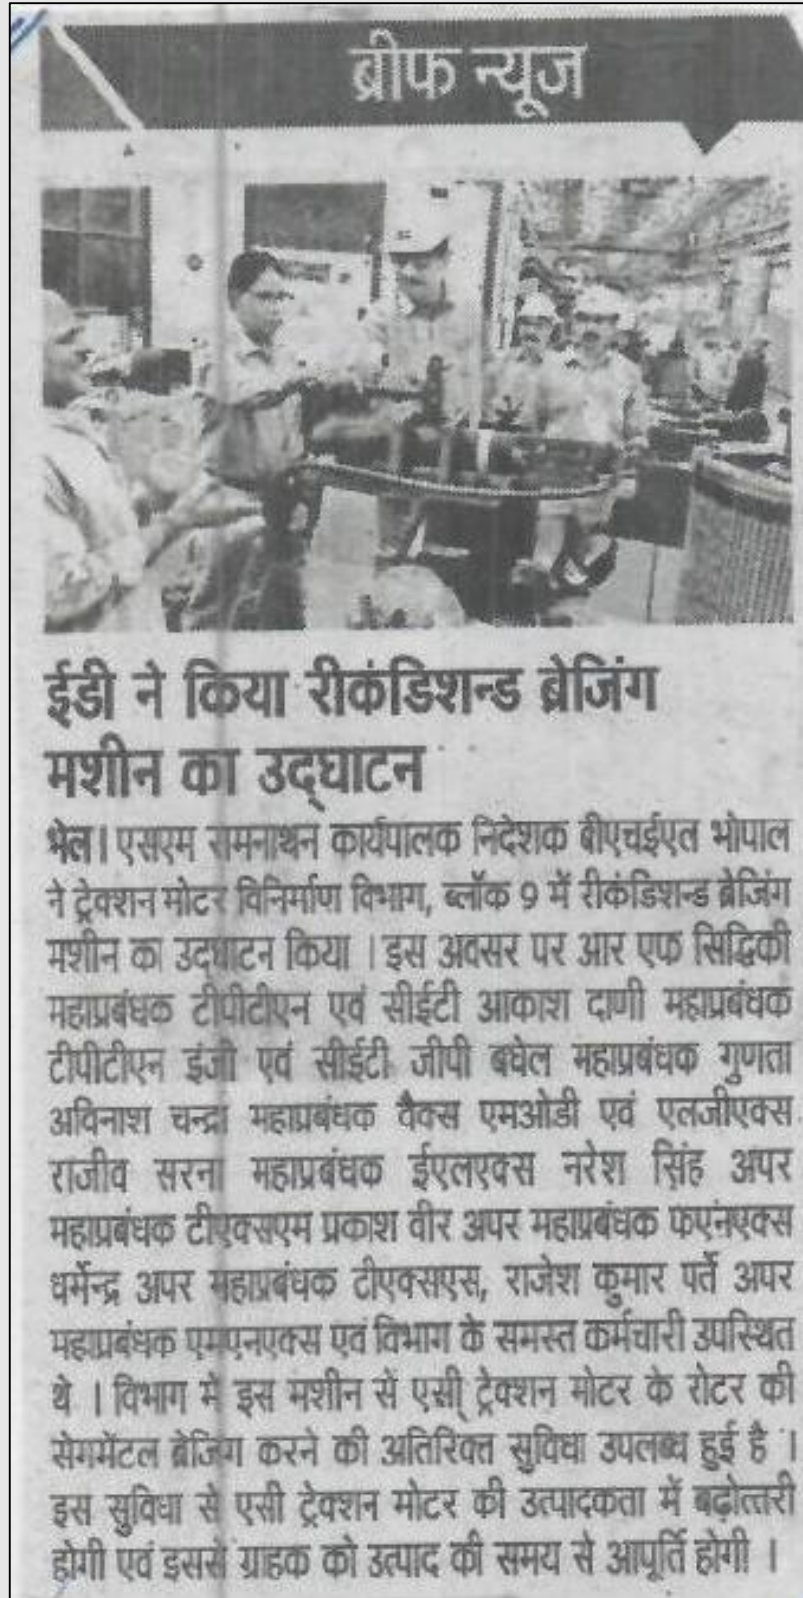 ब्रीफ न्यूज
ईडी ने किया रीकंडिशन्ड ब्रेजिंग
मशीन का उद्घाटन
भेल। एसएम रामनाथन कार्यपालक निदेशक बीएचईएल भोपाल
ने ट्रेक्शन मोटर विनिर्माण विभाग, ब्लॉक 9 में रीकंडिशन्ड ब्रेजिंग
मशीन का उद्घाटन किया । इस अवसर पर आर एफ सिद्धिकी
महाप्रबंधक टीपीटीएन एवं सीईटी आकाश दाणी महाप्रबंधक
टीपीटीएन इंजी एवं सीईटी जीपी बघेल महाप्रबंधक गुणता
अविनाश चन्द्रा महाप्रबंधक वैक्स एमओडी एवं एलजीएक्स
राजीव सरना महाप्रबंधक ईएलएक्स नरेश सिंह अपर
महाप्रबंधक टीएक्सएम प्रकाश वीर अपर महाप्रबंधक फएनएक्स
धर्मेन्द्र अपर महाप्रबंधक टीएक्सएस, राजेश कुमार पर्ते अपर
महाप्रबंधक एमएनएक्स एवं विभाग के समस्त कर्मचारी उपस्थित
थे । विभाग में इस मशीन से एसी ट्रेक्शन मोटर के रोटर की
सेगमेंटल ब्रेजिंग करने की अतिरिक्त सुविधा उपलब्ध हुई है ।
इस सुविधा से एसी ट्रेक्शन मोटर की उत्पादकता में बढ़ोत्तरी
होगी एवं इससे ग्राहक को उत्पाद की समय से आपूर्ति होगी ।